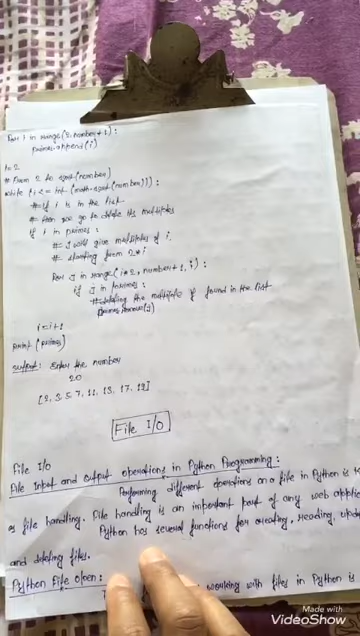 For i in range(2, number+1):
primes.append(i)
i=2
# From 2 to sqrt(number)
while (i <= int (math.sqrt(number))):
# if i is in the list
# then we go to delete its multiples
if i in primes:
# J will give multiples of i,
# starting from 2*i
For J in range(i*2, number+1, i):
if J in primes:
# deleting the multiple if found in the list
primes.remove(J)
i=i+1
print (primes)
output: Enter the number
20
[2, 3, 5, 7, 11, 13, 17, 19]
File I/O
File I/O
File Input and output operations in Python Programming:
Performing different operations on a file in Python is
as file handling. File handling is an important part of any web
Python has several functions for creating, reading,
and deleting files.
Python File open:
working with files in Python is
Made with
VideoShow